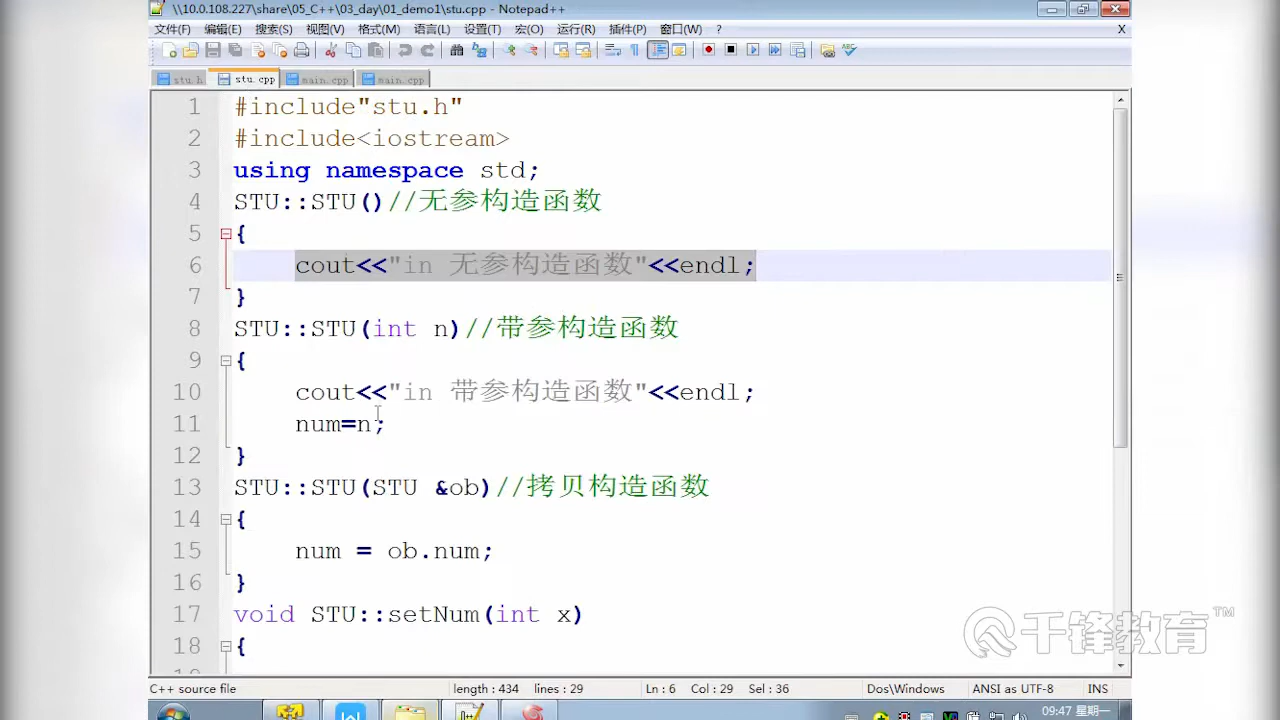 \\10.0.108.227\share\05_C++\03_day\01_demo1\stu.cpp - Notepad++
文件(F) 编辑(E) 搜索(S) 视图(V) 格式(M) 语言(L) 设置(T) 宏(O) 运行(R) 插件(P) 窗口(W) ? X
stu.h stu.cpp main.cpp main.cpp
1 #include"stu.h"
2 #include<iostream>
3 using namespace std;
4 STU::STU()//无参构造函数
5 {
6 cout<<"in 无参构造函数"<<endl;
7 }
8 STU::STU(int n)//带参构造函数
9 {
10 cout<<"in 带参构造函数"<<endl;
11 num=n;
12 }
13 STU::STU(STU &ob)//拷贝构造函数
14 {
15 num = ob.num;
16 }
17 void STU::setNum(int x)
18 {
千锋教育™
C++ source file length : 434 lines : 29 Ln : 6 Col : 29 Sel : 36 Dos\Windows ANSI as UTF-8 INS
09:47 星期一